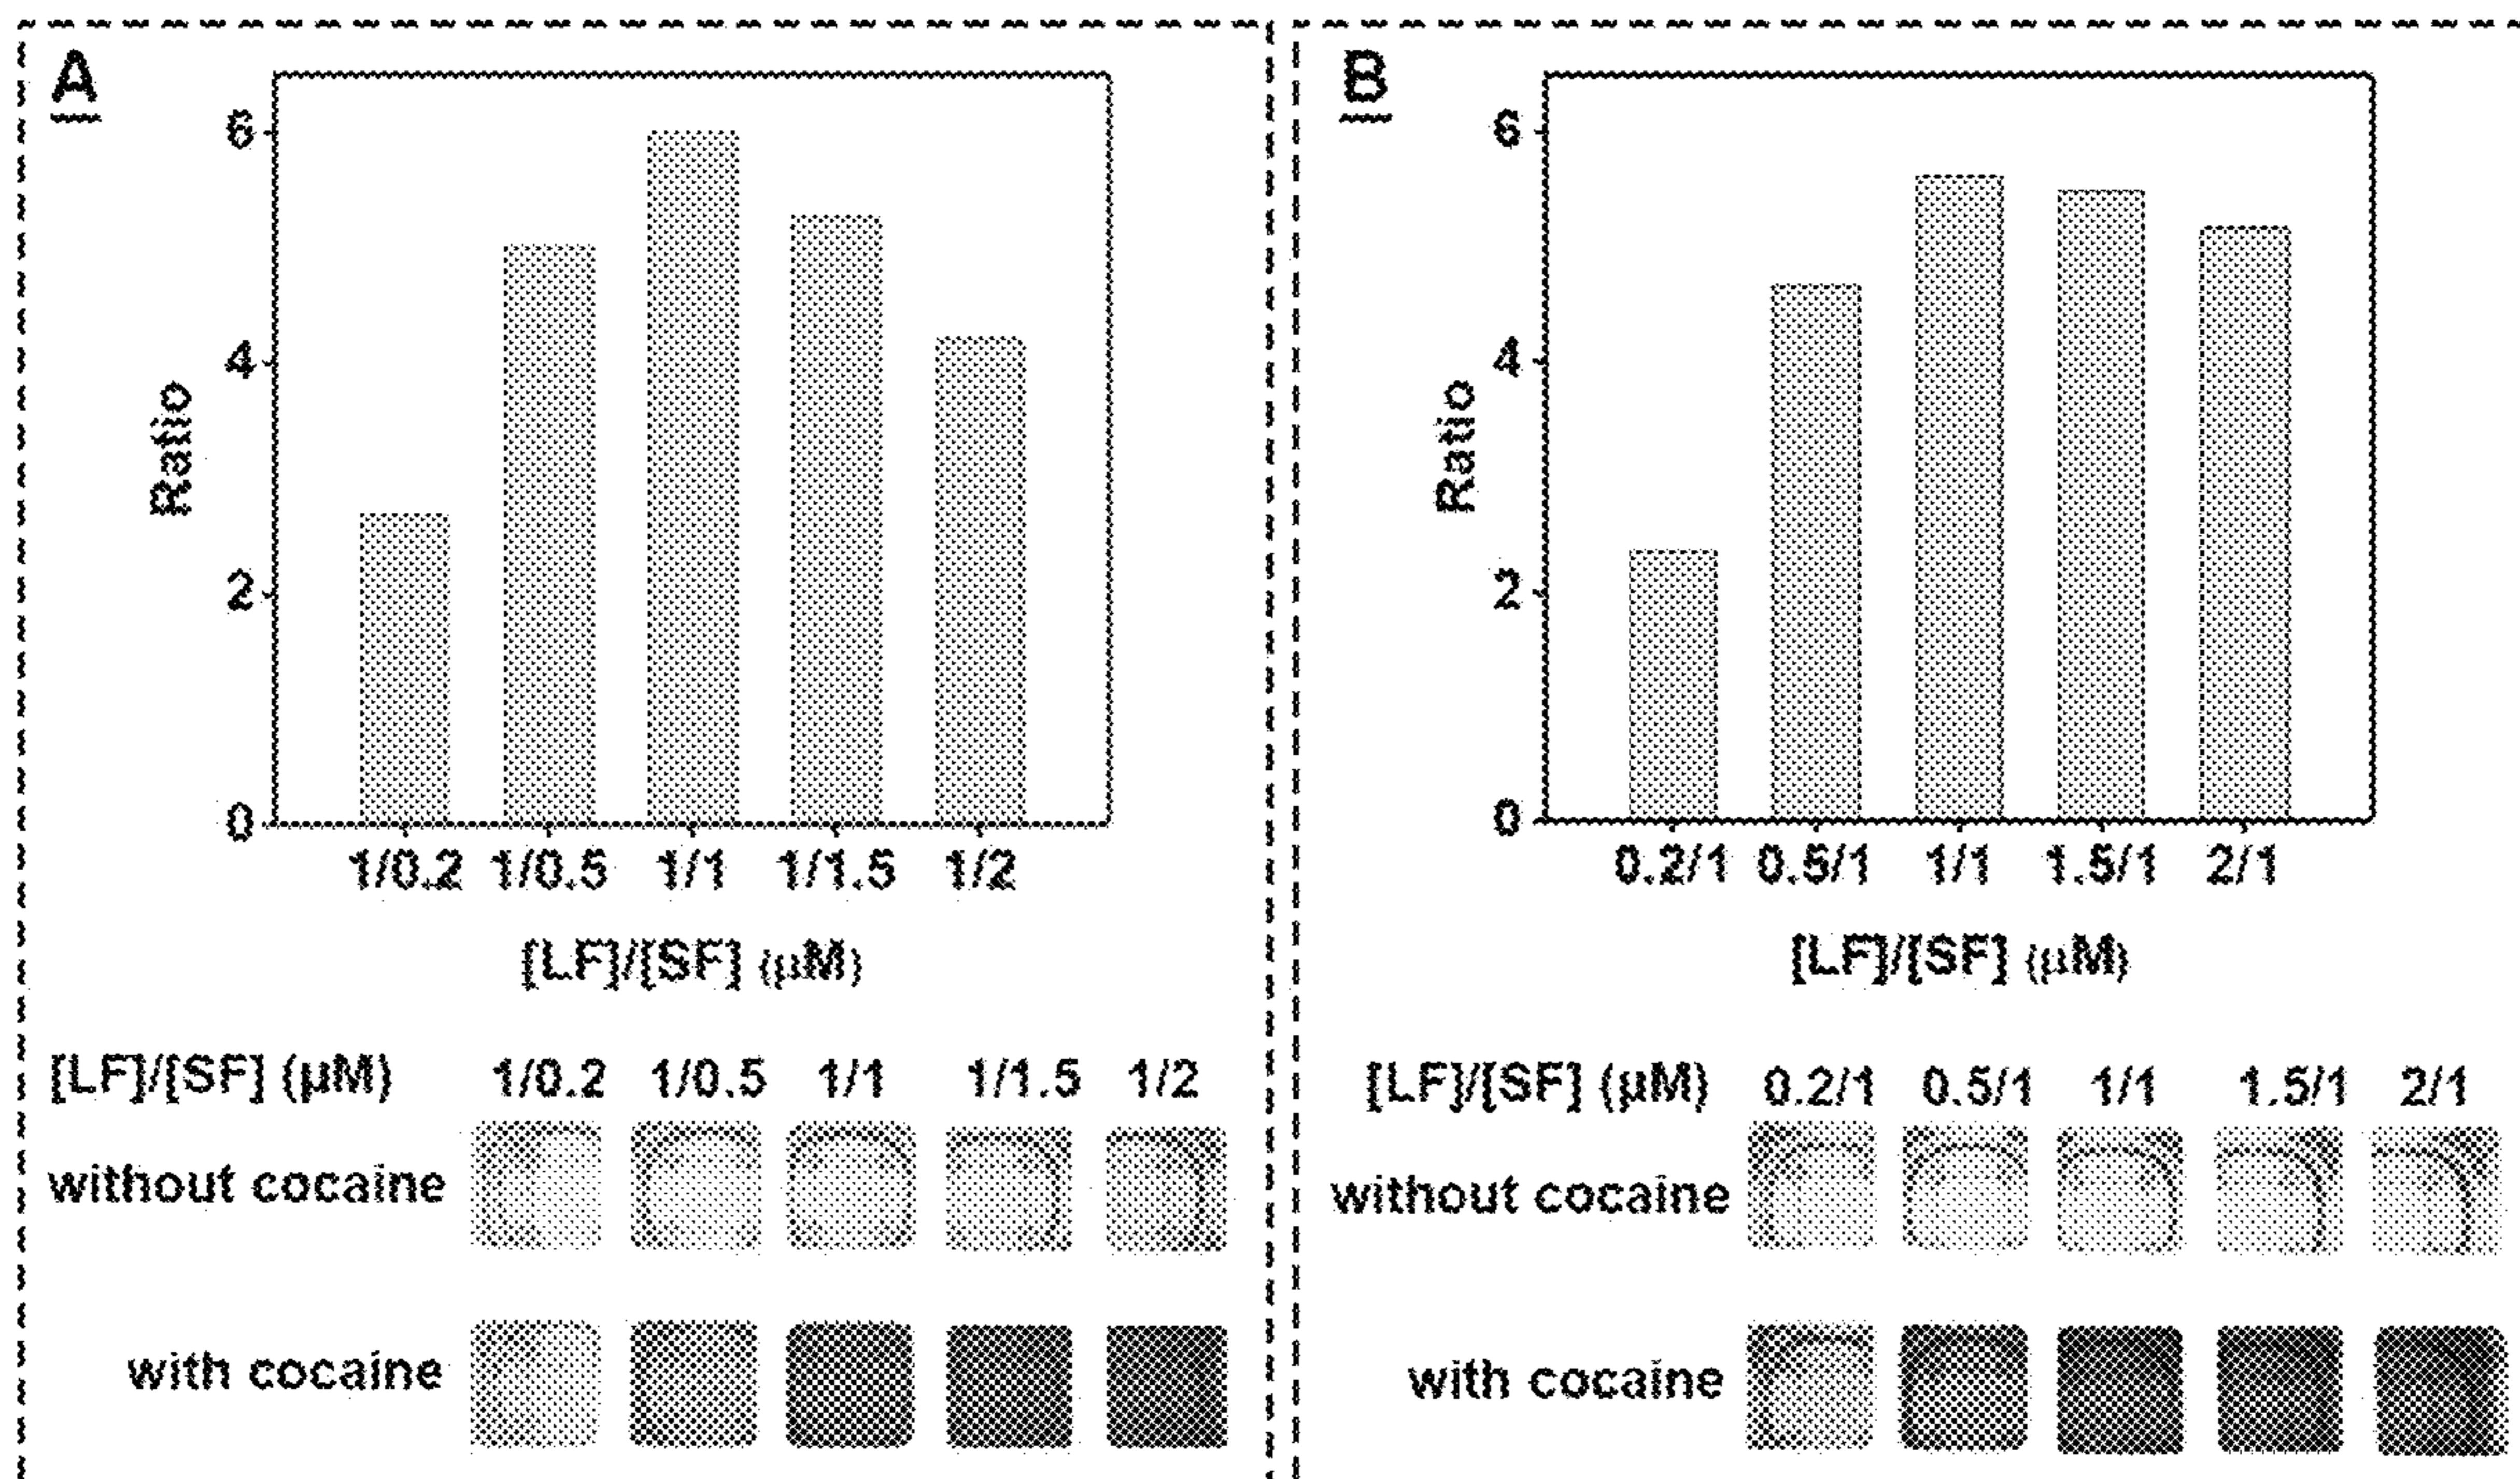 A
6
4
2
0
Ratio
1/0.2 1/0.5 1/1 1/1.5 1/2
[LF]/[SF] (µM)
[LF]/[SF] (µM) 1/0.2 1/0.5 1/1 1/1.5 1/2
without cocaine
with cocaine
B
6
4
2
0
Ratio
0.2/1 0.5/1 1/1 1.5/1 2/1
[LF]/[SF] (µM)
[LF]/[SF] (µM) 0.2/1 0.5/1 1/1 1.5/1 2/1
without cocaine
with cocaine